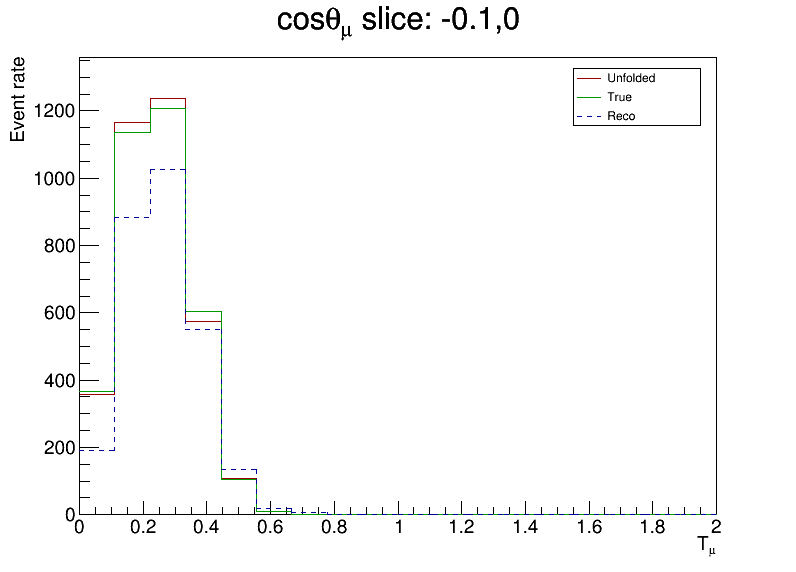 cosθμ slice: -0.1,0
Event rate
Unfolded
True
Reco
1200
1000
800
600
400
200
0
0 0.2 0.4 0.6 0.8 1 1.2 1.4 1.6 1.8 2
Tμ